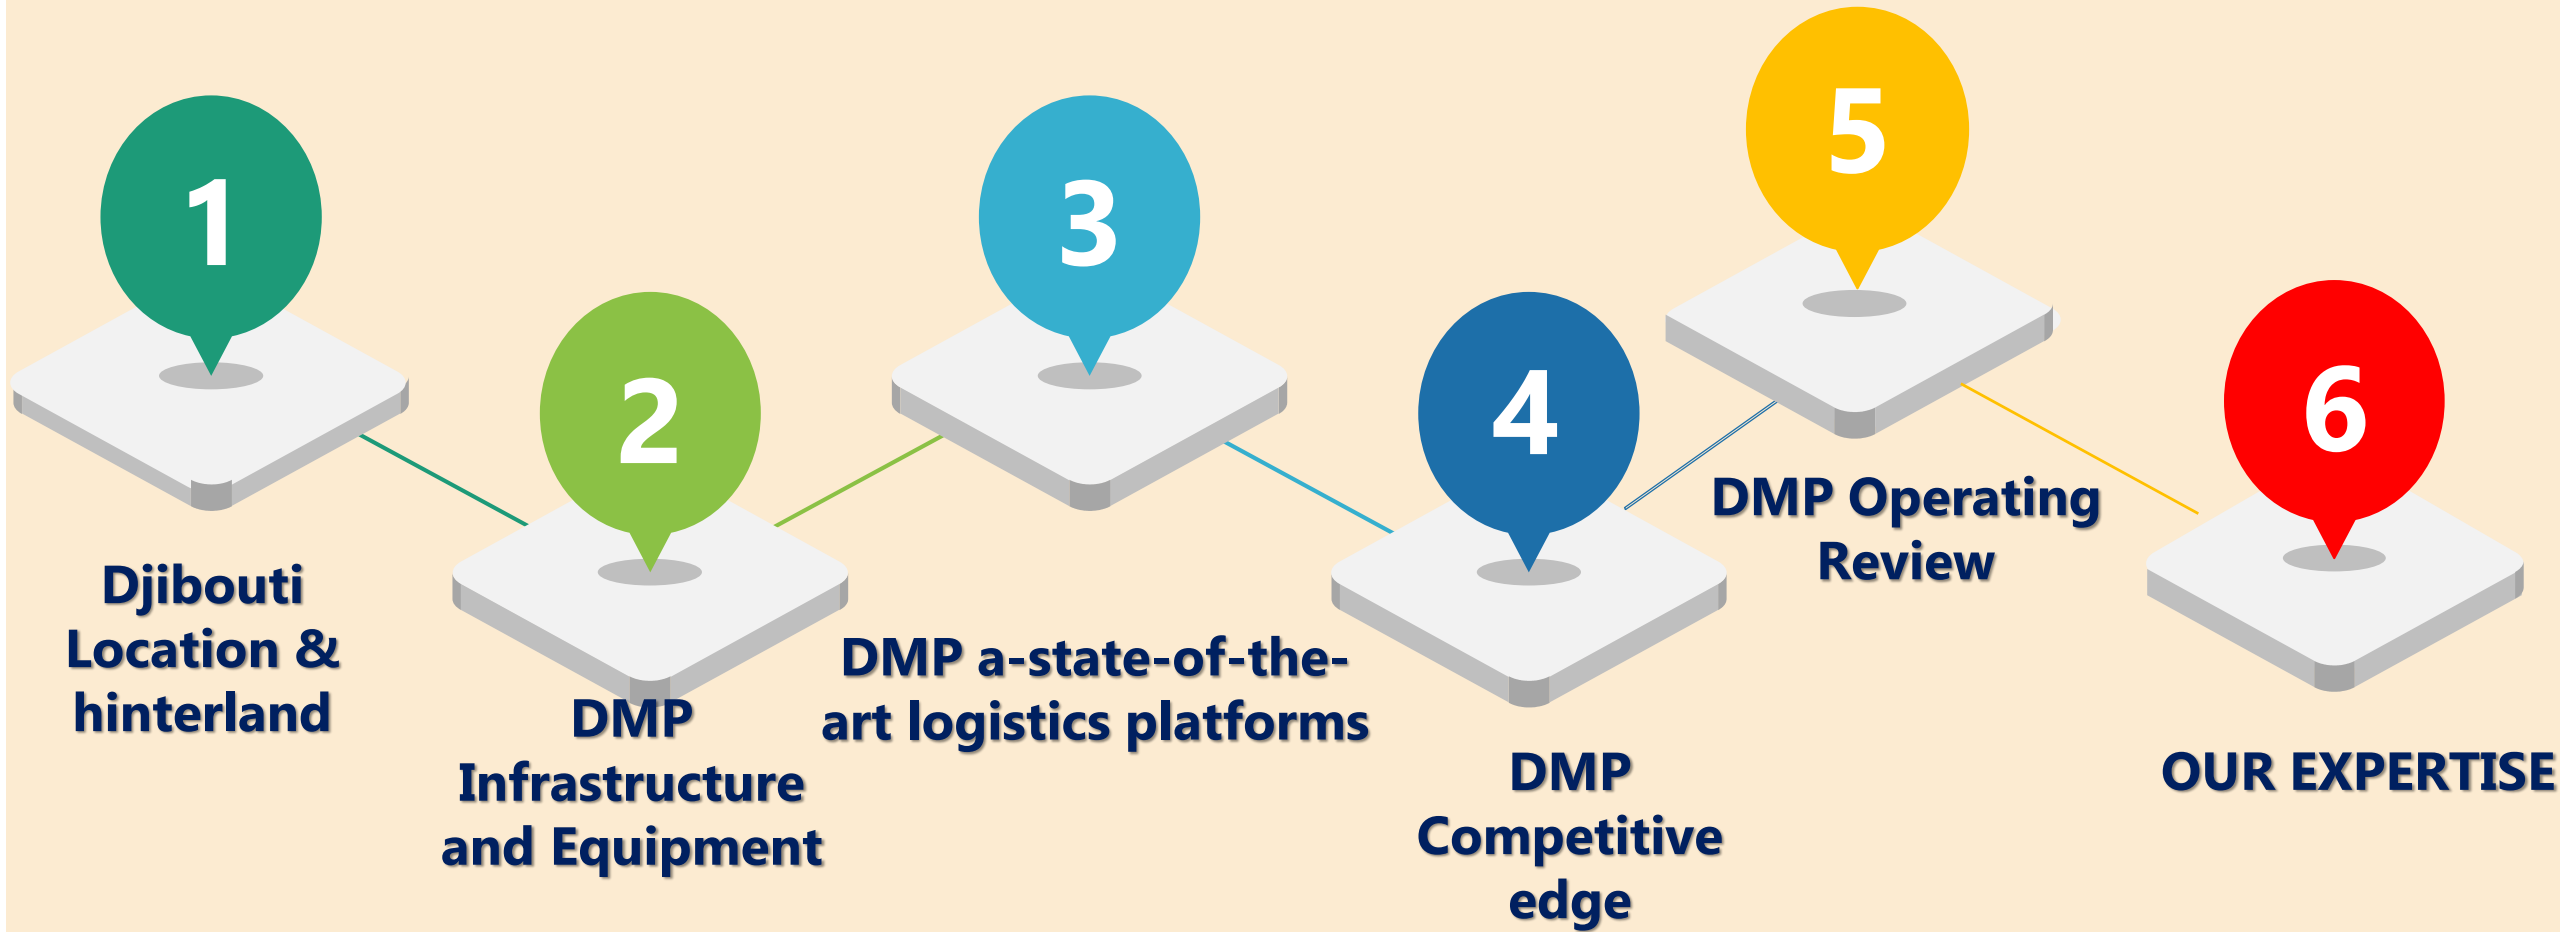 1
Djibouti
Location &
hinterland
2
DMP
Infrastructure
and Equipment
3
DMP a-state-of-the-
art logistics platforms
4
DMP
Competitive
edge
5
DMP Operating
Review
6
OUR EXPERTISE